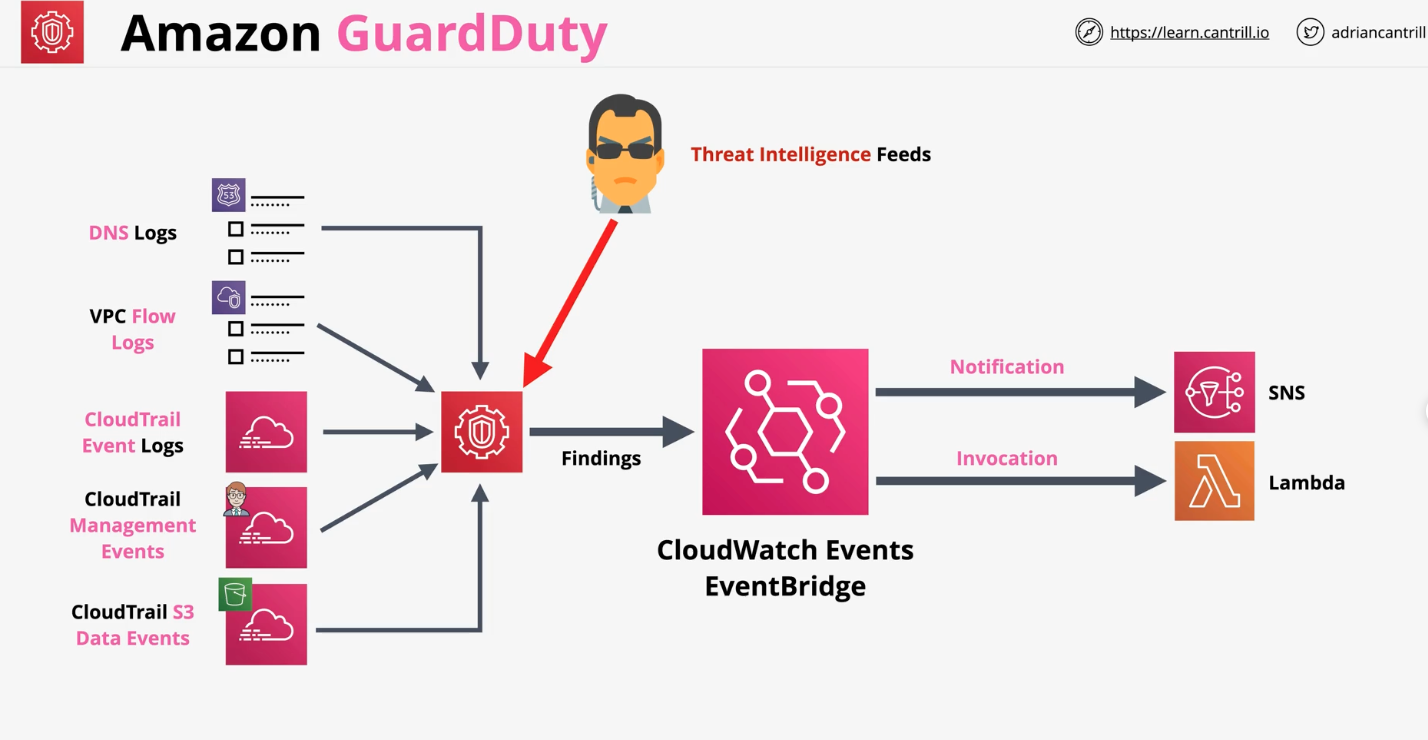 Amazon GuardDuty
https://learn.cantrill.io
adriancantrill
Threat Intelligence Feeds
53
DNS Logs
VPC Flow
Logs
CloudTrail
Event Logs
CloudTrail
Management
Events
CloudTrail S3
Data Events
Findings
CloudWatch Events
EventBridge
Notification
SNS
Invocation
Lambda